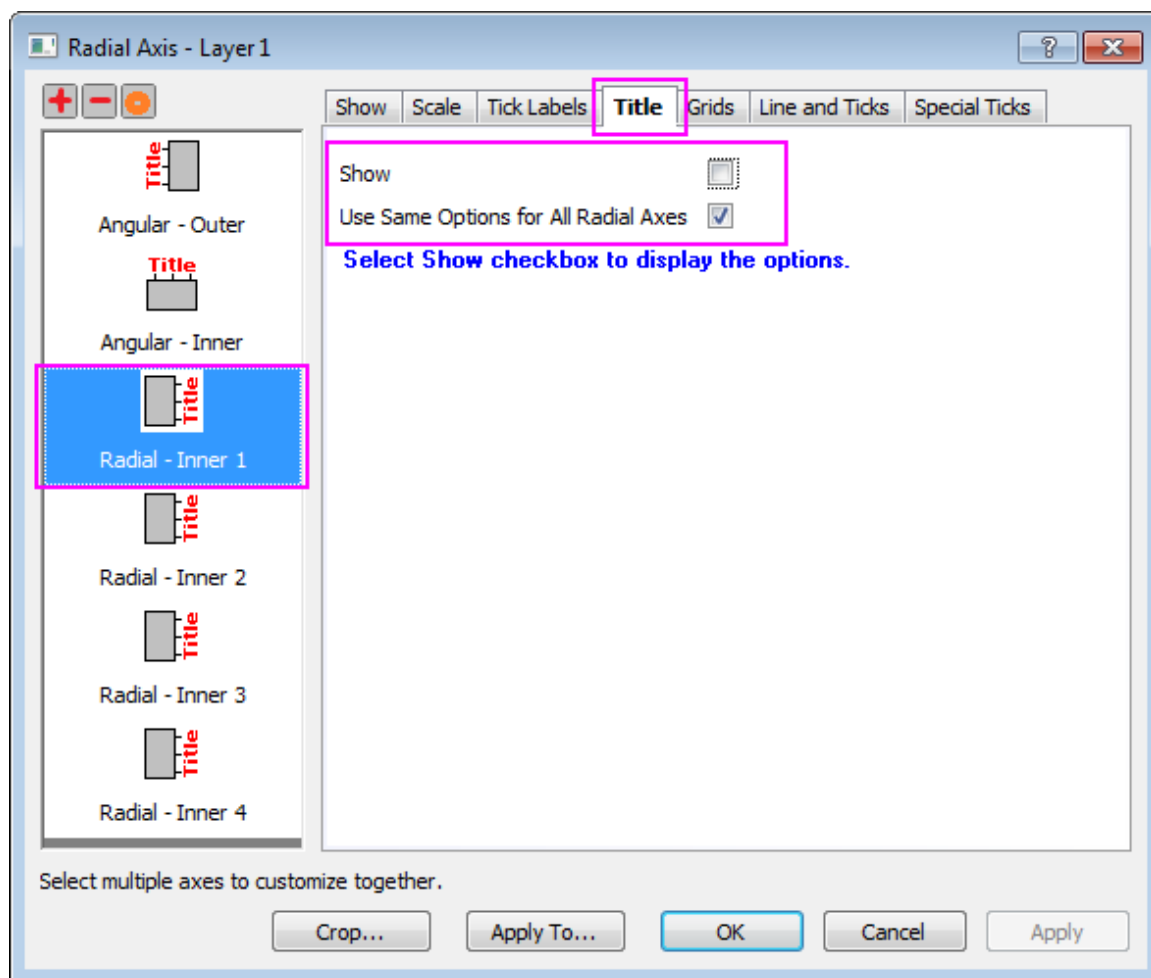 Radial Axis - Layer 1
Show Scale Tick Labels Title Grids Line and Ticks Special Ticks
Title
Angular - Outer
Title
Angular - Inner
Title
Radial - Inner 1
Title
Radial - Inner 2
Title
Radial - Inner 3
Title
Radial - Inner 4
Show
Use Same Options for All Radial Axes
Select Show checkbox to display the options.
Select multiple axes to customize together.
Crop... Apply To... OK Cancel Apply